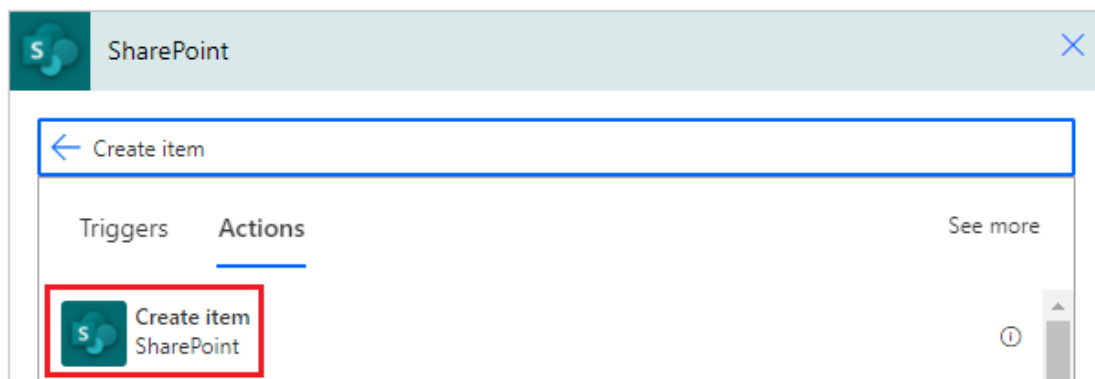 SharePoint
Create item
Triggers Actions See more
Create item
SharePoint